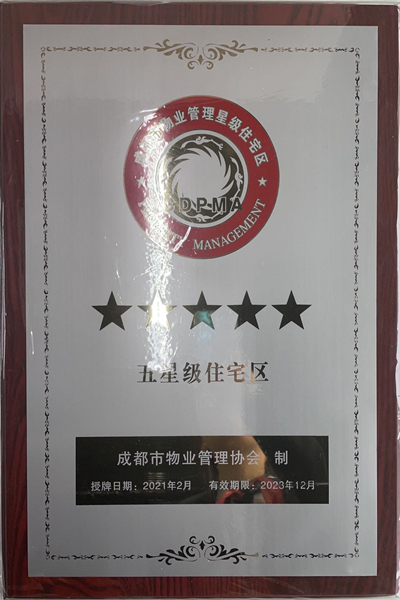 物业管理星级住宅区
DPMA
MANAGEMENT
五星级住宅区
成都市物业管理协会 制
授牌日期：2021年2月 有效期限：2023年12月